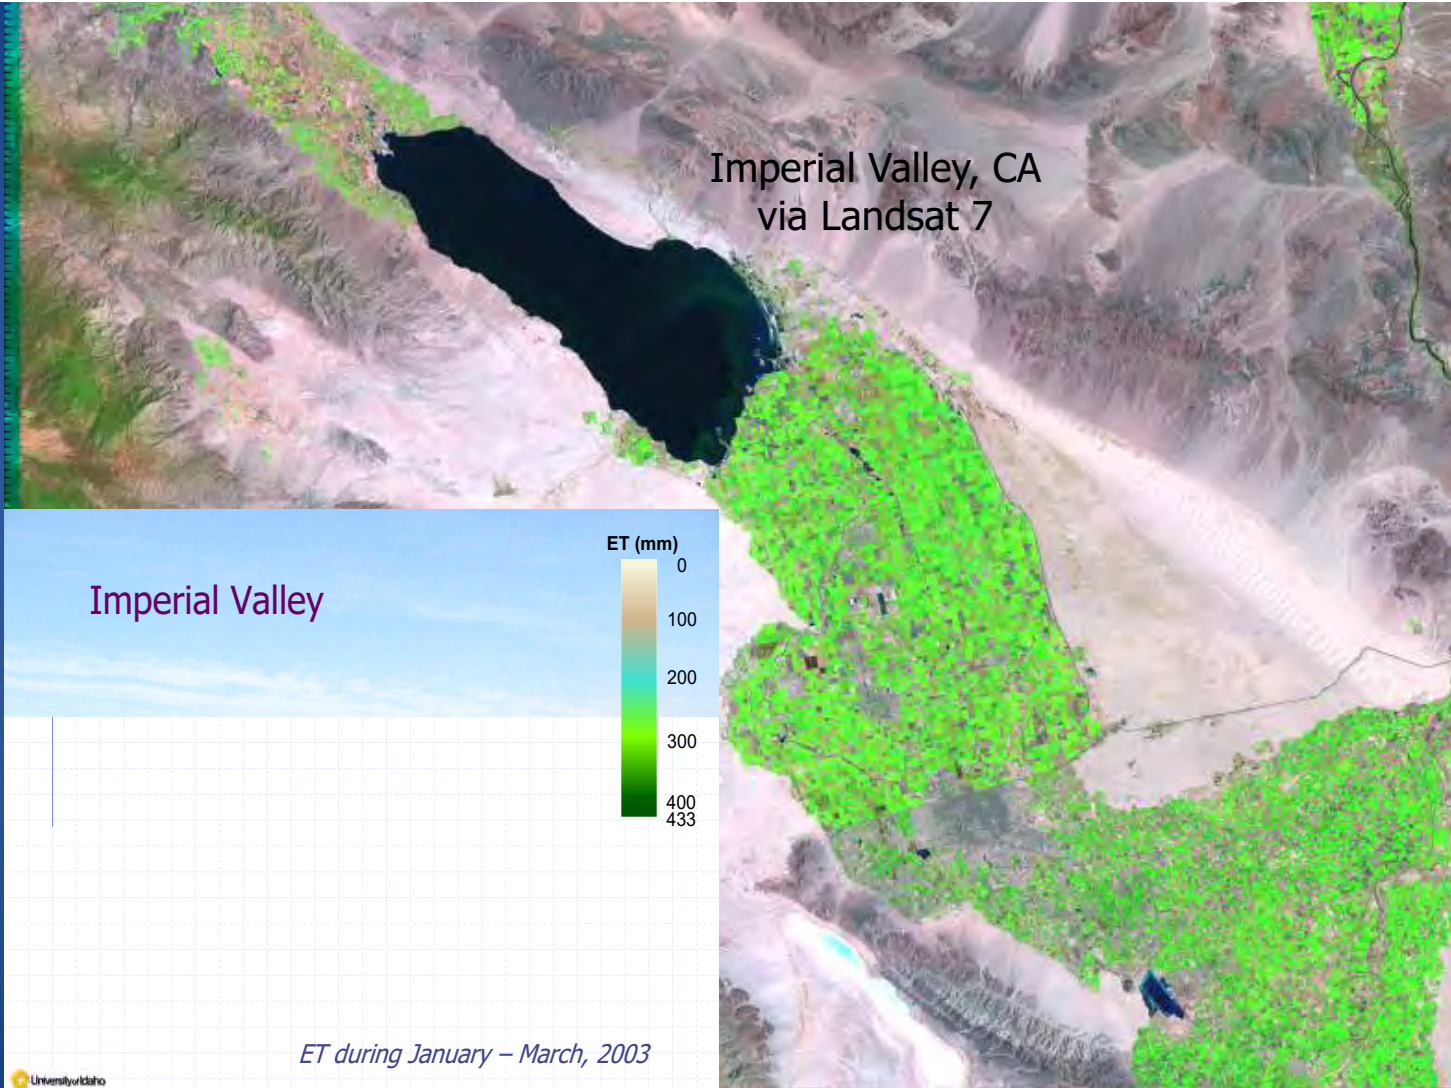 Imperial Valley, CA
via Landsat 7
Imperial Valley
ET (mm)
0
100
200
300
400
433
ET during January – March, 2003
University of Idaho